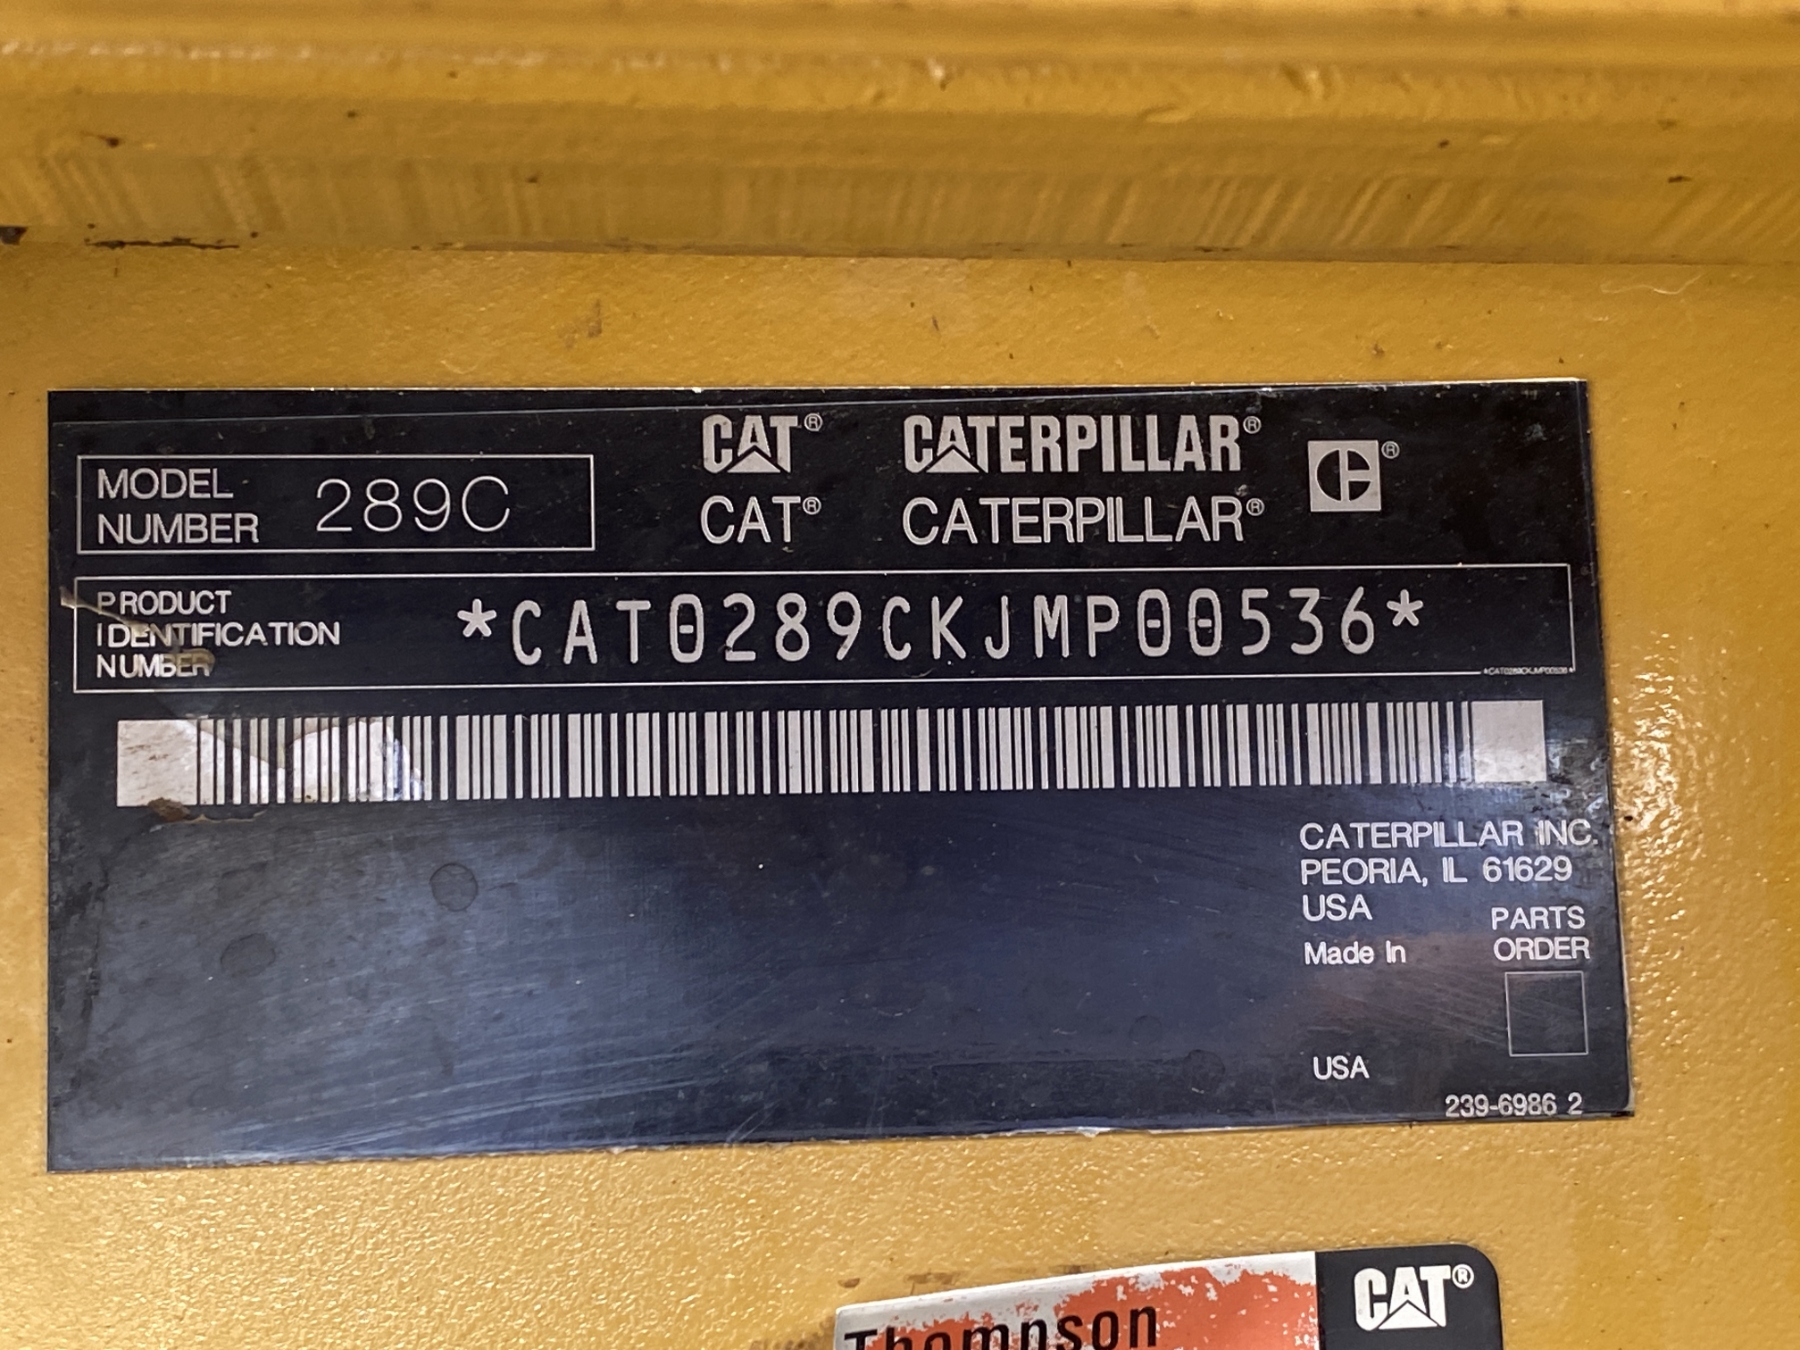 CAT® CATERPILLAR®
MODEL NUMBER 289C
CAT® CATERPILLAR®
PRODUCT
IDENTIFICATION
NUMBER
*CAT0289CKJMP00536*
*CAT0289CKJMP00536*
CATERPILLAR INC.
PEORIA, IL 61629
USA
PARTS
ORDER
Made In
USA
239-6986 2
Thompson
CAT®